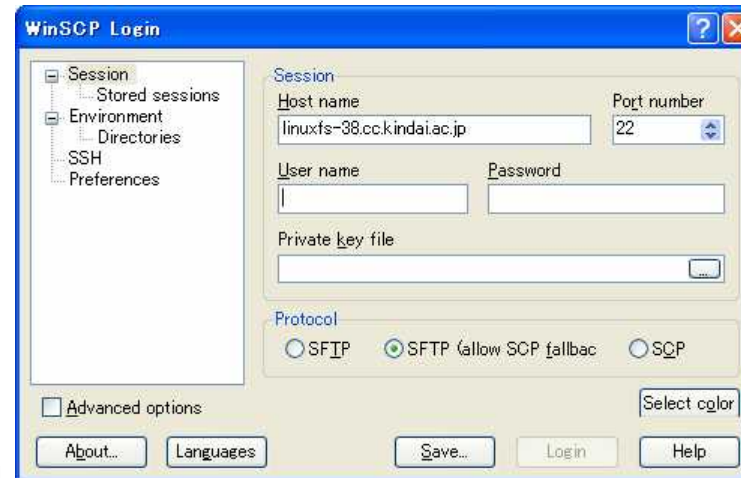 WinSCP Login
Session
Stored sessions
Environment
Directories
SSH
Preferences
Session
Host name
Port number
linuxfs-38.cc.kindai.ac.jp
22
User name
Password
Private key file
...
Protocol
SFTP
SFTP (allow SCP fallbac
SCP
Advanced options
Select color
About...
Languages
Save...
Login
Help